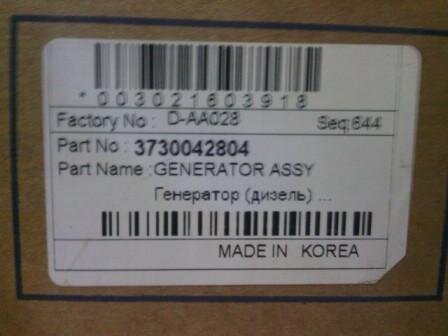 *003021603918
Factory No : D-AA028 Seq:644
Part No : 3730042804
Part Name :GENERATOR ASSY
Генератор (дизель) ...
MADE IN KOREA